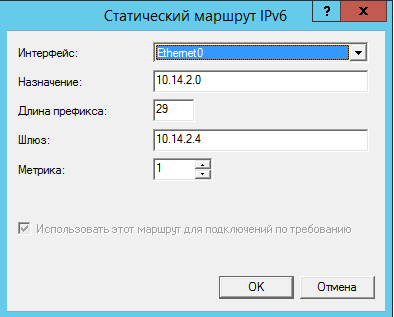 Статический маршрут IPv6
? x
Интерфейс: Ethernet0
Назначение: 10.14.2.0
Длина префикса: 29
Шлюз: 10.14.2.4
Метрика: 1
Использовать этот маршрут для подключений по требованию
OK Отмена